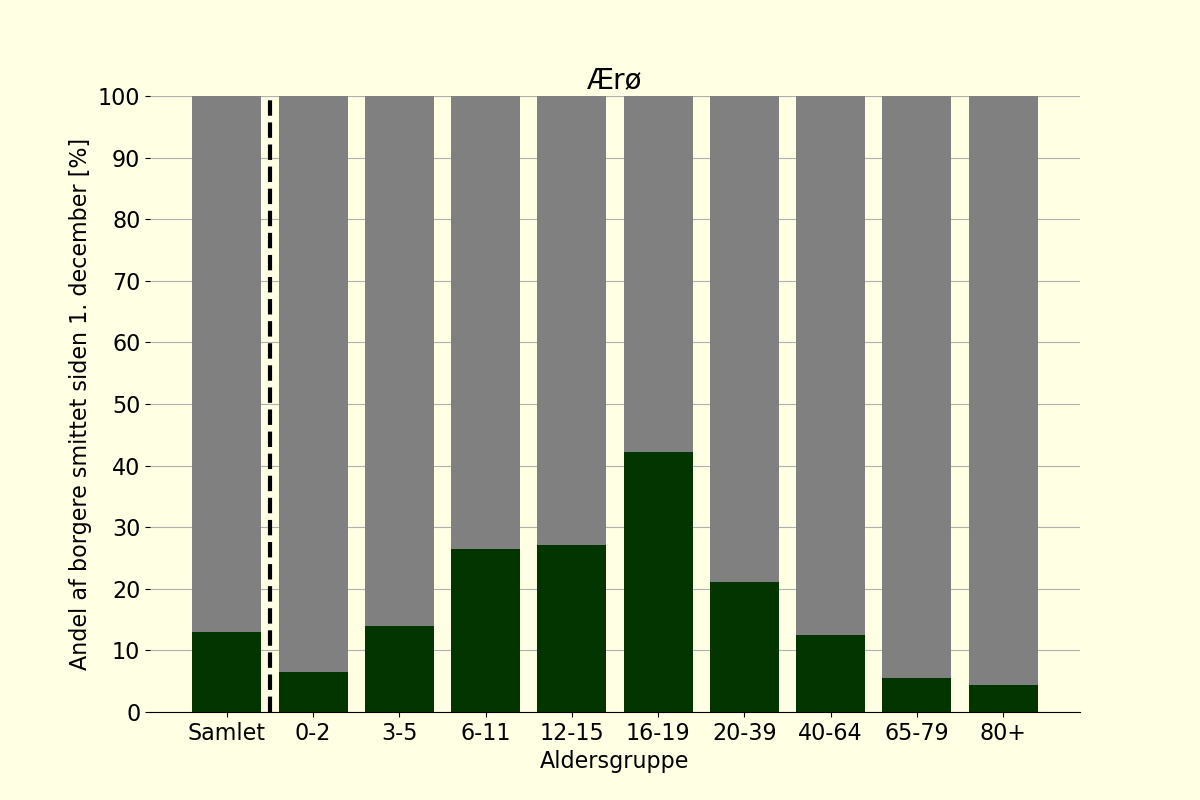 Ærø
Andel af borgere smittet siden 1. december [%]
100
90
80
70
60
50
40
30
20
10
0
Samlet 0-2 3-5 6-11 12-15 16-19 20-39 40-64 65-79 80+
Aldersgruppe